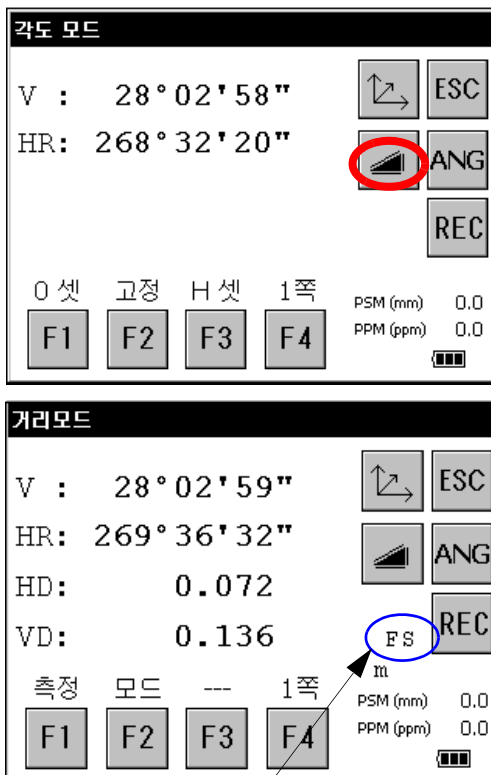 각도 모드
V : 28°02'58" ESC
HR: 268°32'20" ANG
REC
0 셋 고정 H 셋 1쪽
PSM (mm) 0.0
F1 F2 F3 F4 PPM (ppm) 0.0
거리모드
V : 28°02'59" ESC
HR: 269°36'32" ANG
HD: 0.072
VD: 0.136 FS REC
m
측정 모드 --- 1쪽
PSM (mm) 0.0
F1 F2 F3 F4 PPM (ppm) 0.0